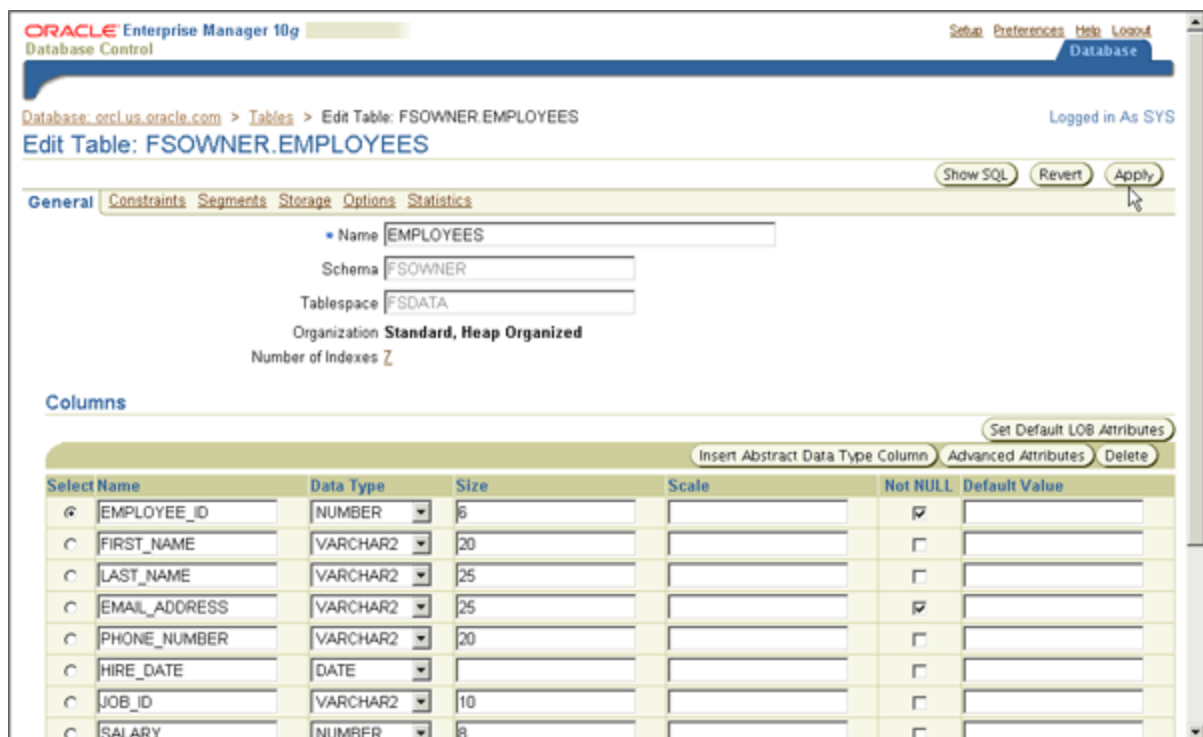 ORACLE Enterprise Manager 10g
Database Control
Setup Preferences Help Logout
Database
Database: orcl.us.oracle.com > Tables > Edit Table: FSOWNER.EMPLOYEES
Logged in As SYS
Edit Table: FSOWNER.EMPLOYEES
Show SQL Revert Apply
General Constraints Segments Storage Options Statistics
* Name EMPLOYEES
Schema FSOWNER
Tablespace FSDATA
Organization Standard, Heap Organized
Number of Indexes 7
Columns
Set Default LOB Attributes
Insert Abstract Data Type Column Advanced Attributes Delete
Select Name Data Type Size Scale Not NULL Default Value
EMPLOYEE_ID NUMBER 6
FIRST_NAME VARCHAR2 20
LAST_NAME VARCHAR2 25
EMAIL_ADDRESS VARCHAR2 25
PHONE_NUMBER VARCHAR2 20
HIRE_DATE DATE
JOB_ID VARCHAR2 10
SALARY NUMBER 8